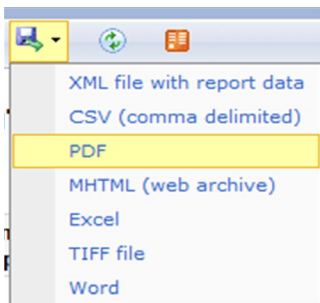 XML file with report data
CSV (comma delimited)
PDF
MHTML (web archive)
Excel
TIFF file
Word